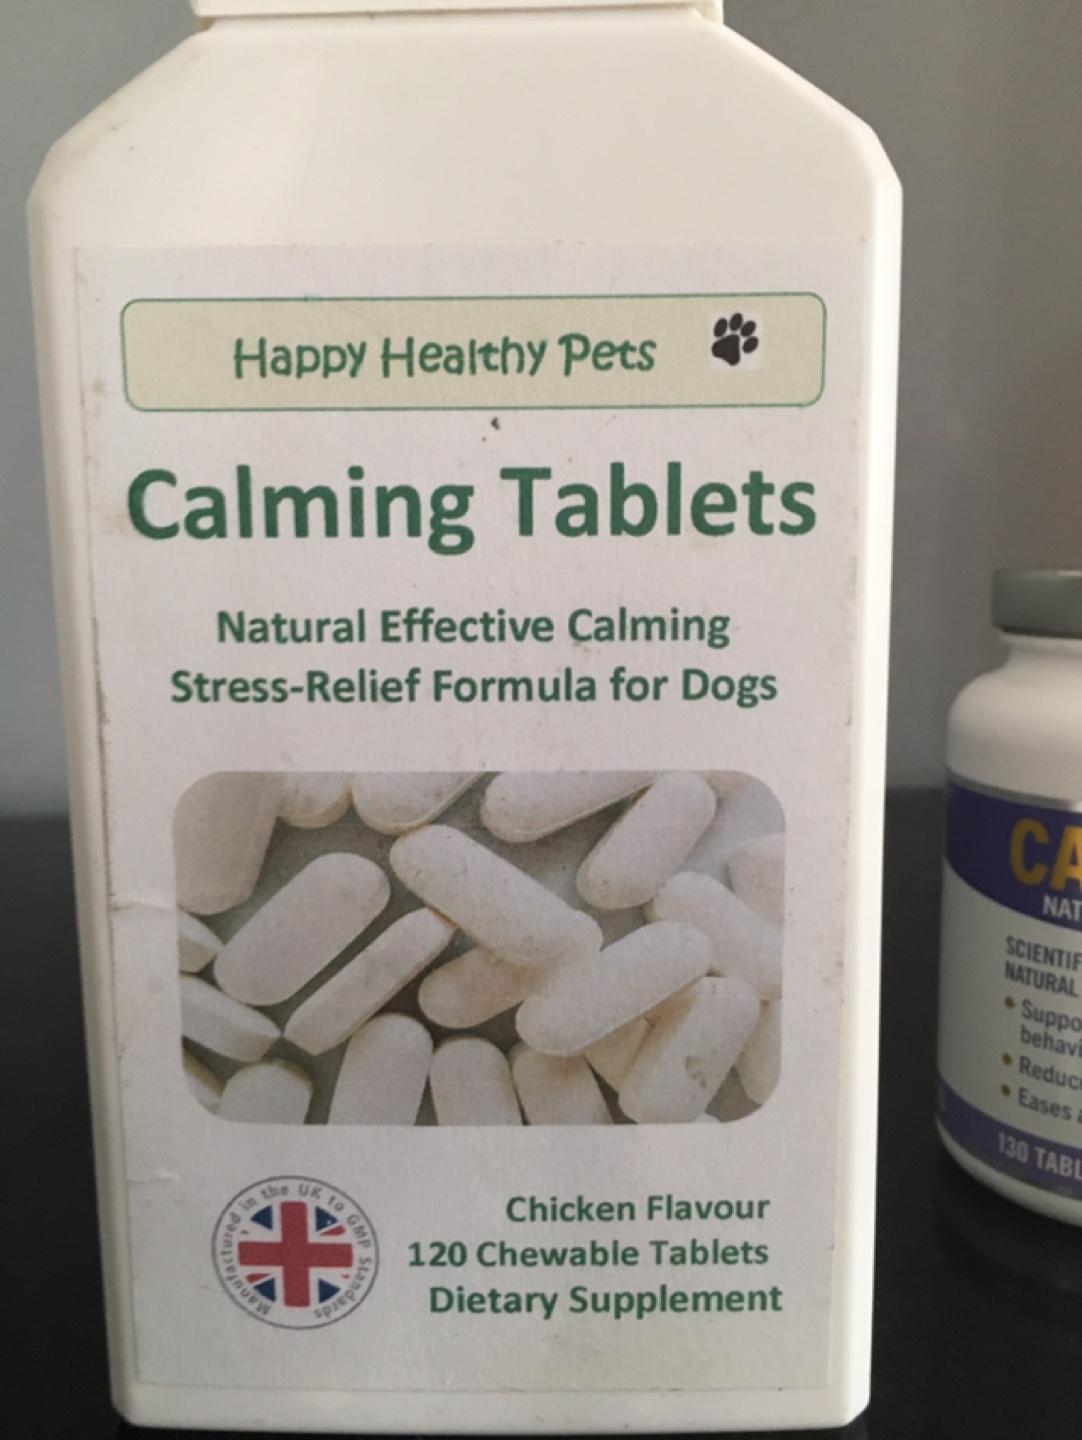 Happy Healthy Pets
Calming Tablets
Natural Effective Calming
Stress-Relief Formula for Dogs
Manufactured in the UK to GMP Standards
Chicken Flavour
120 Chewable Tablets
Dietary Supplement
CA
NAT
SCIENTIF
NATURAL
• Suppo
behavi
• Reduc
• Eases a
130 TABL